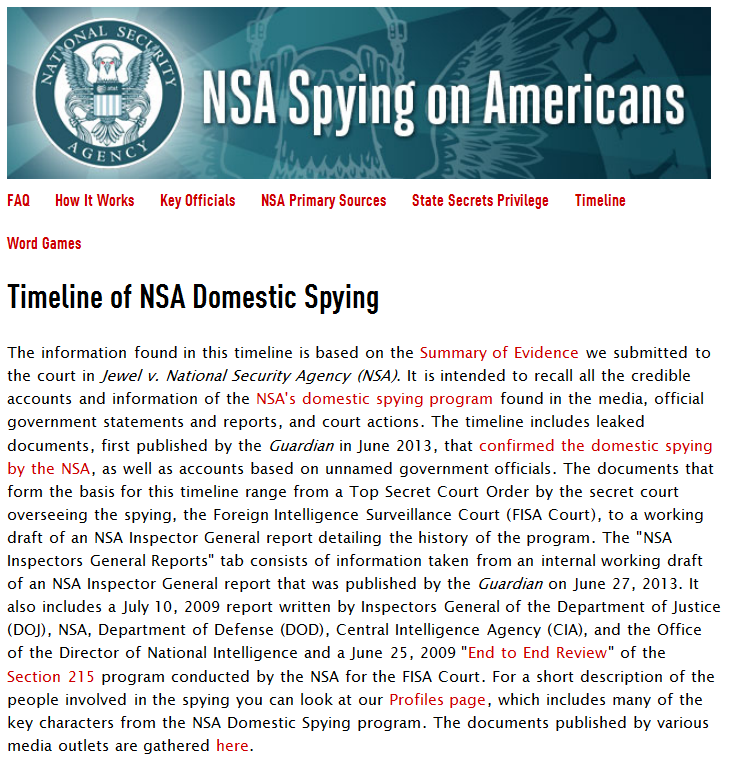 NATIONAL SECURITY
at&t
AGENCY
NSA Spying on Americans
FAQ How It Works Key Officials NSA Primary Sources State Secrets Privilege Timeline
Word Games
Timeline of NSA Domestic Spying
The information found in this timeline is based on the Summary of Evidence we submitted to
the court in Jewel v. National Security Agency (NSA). It is intended to recall all the credible
accounts and information of the NSA's domestic spying program found in the media, official
government statements and reports, and court actions. The timeline includes leaked
documents, first published by the Guardian in June 2013, that confirmed the domestic spying
by the NSA, as well as accounts based on unnamed government officials. The documents that
form the basis for this timeline range from a Top Secret Court Order by the secret court
overseeing the spying, the Foreign Intelligence Surveillance Court (FISA Court), to a working
draft of an NSA Inspector General report detailing the history of the program. The "NSA
Inspectors General Reports" tab consists of information taken from an internal working draft
of an NSA Inspector General report that was published by the Guardian on June 27, 2013. It
also includes a July 10, 2009 report written by Inspectors General of the Department of Justice
(DOJ), NSA, Department of Defense (DOD), Central Intelligence Agency (CIA), and the Office
of the Director of National Intelligence and a June 25, 2009 "End to End Review" of the
Section 215 program conducted by the NSA for the FISA Court. For a short description of the
people involved in the spying you can look at our Profiles page, which includes many of the
key characters from the NSA Domestic Spying program. The documents published by various
media outlets are gathered here.